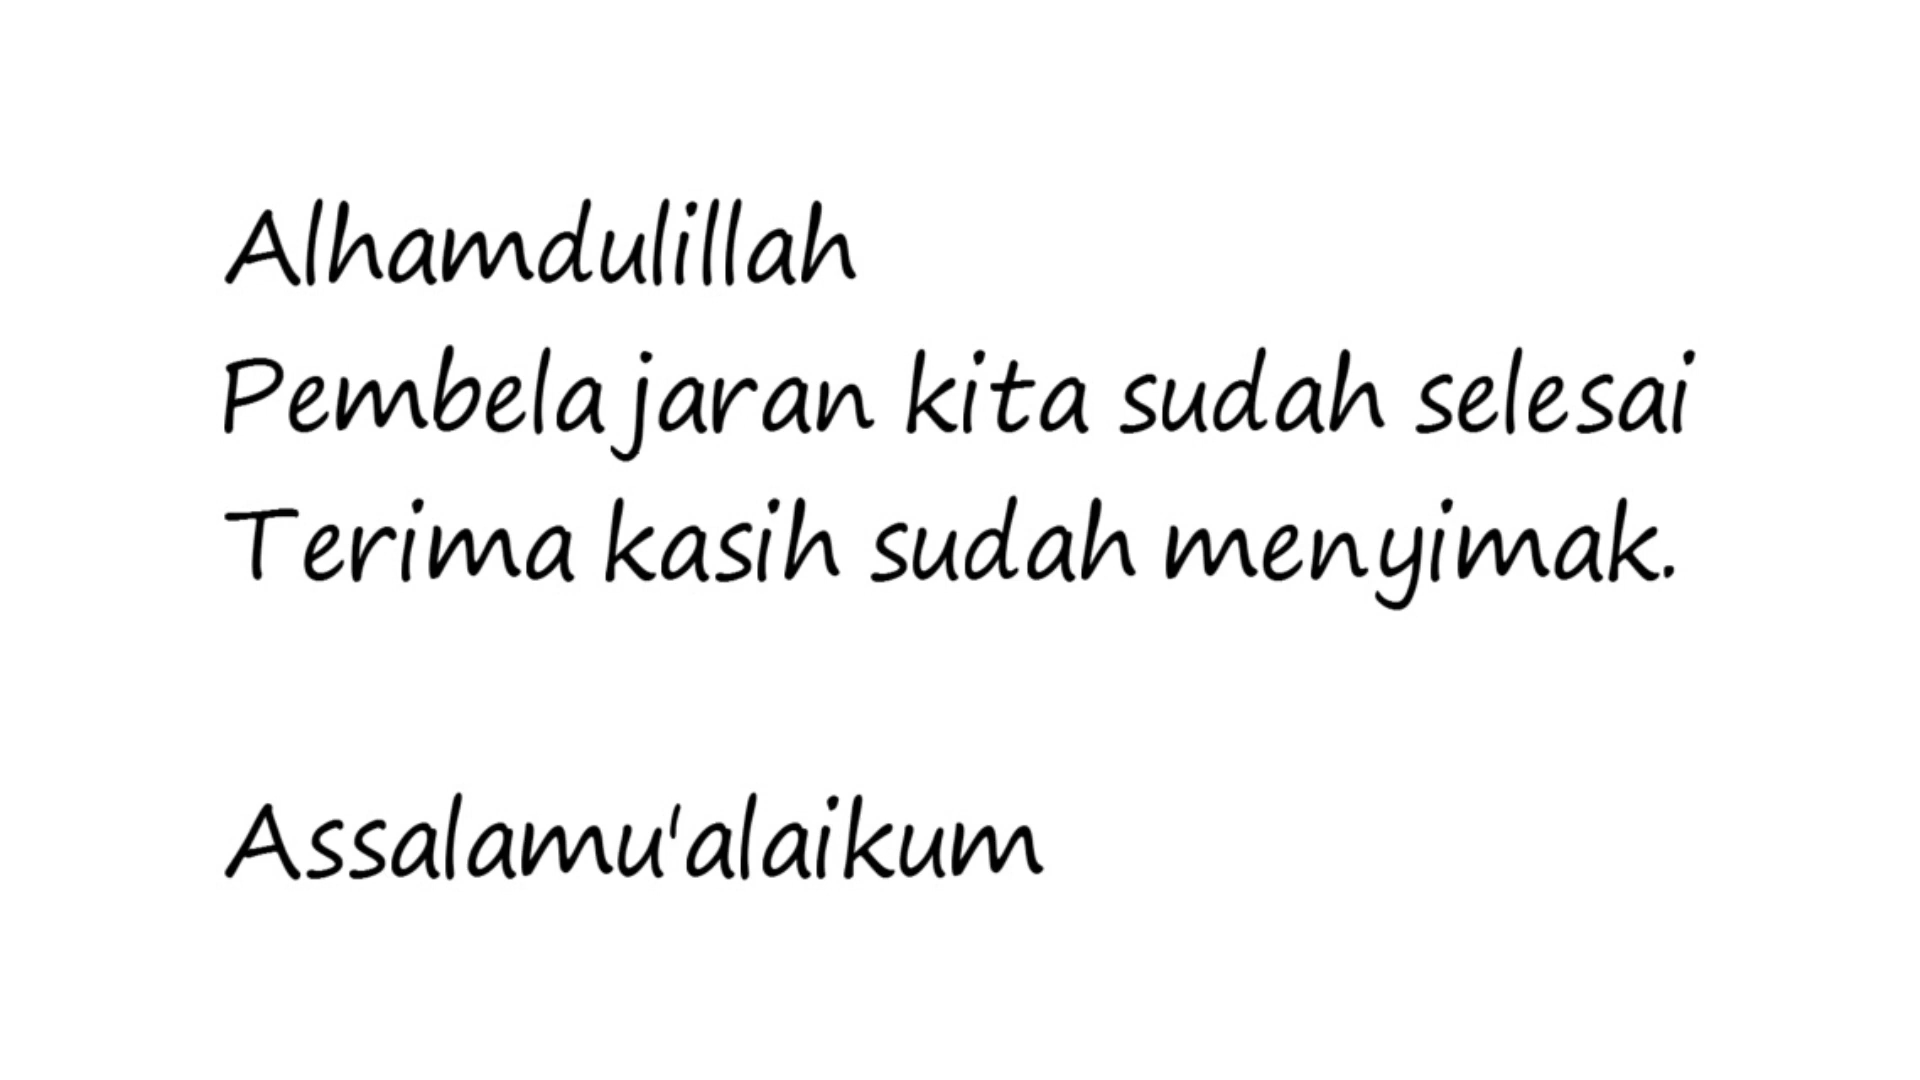 Alhamdulillah
Pembelajaran kita sudah selesai
Terima kasih sudah menyimak.
Assalamu'alaikum